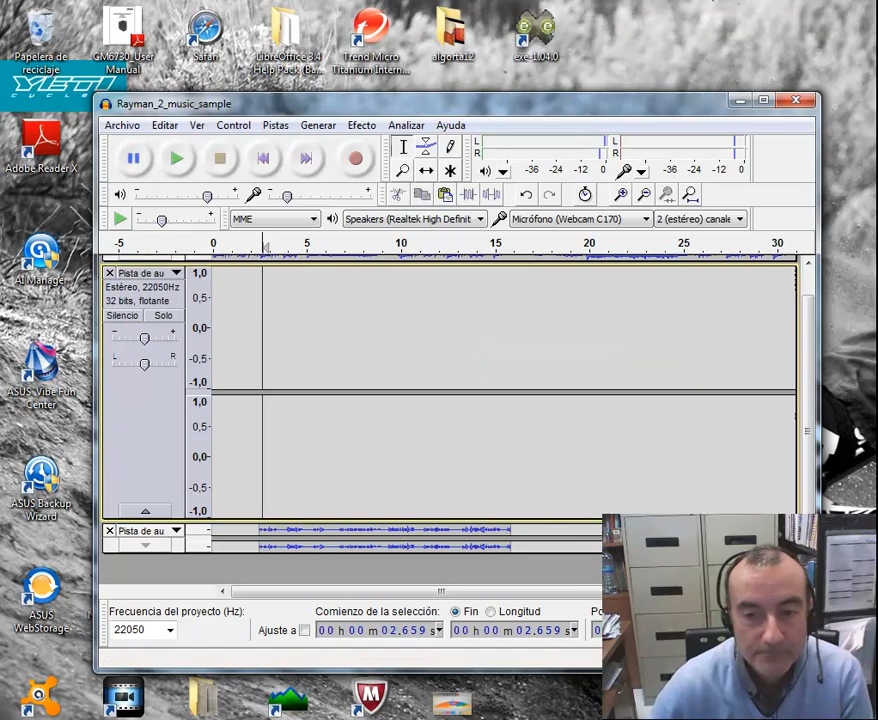 Papelera de
reciclaje
CM6730_User
Manual
Safari
LibreOffice 3.4
Help Pack (Ba...
Trend Micro
Titanium Intern...
algorta12
exe-1.04.0
YETI
CYCLES
Adobe Reader X
AI Manager
ASUS Vibe Fun
Center
ASUS Backup
Wizard
ASUS
WebStorage
Rayman_2_music_sample
Archivo Editar Ver Control Pistas Generar Efecto Analizar Ayuda
L
R
-36 -24 -12 0
L
R
-36 -24 -12 0
MME
Speakers (Realtek High Definit
Micrófono (Webcam C170)
2 (estéreo) canale
-5 0 5 10 15 20 25 30
Pista de au
Estéreo, 22050Hz
32 bits, flotante
Silencio Solo
L R
1,0
0,5
0,0
-0,5
-1,0
1,0
0,5
0,0
-0,5
-1,0
Pista de au
Frecuencia del proyecto (Hz):
22050
Ajuste a
Comienzo de la selección:
00 h 00 m 02,659 s
Fin Longitud
00 h 00 m 02,659 s